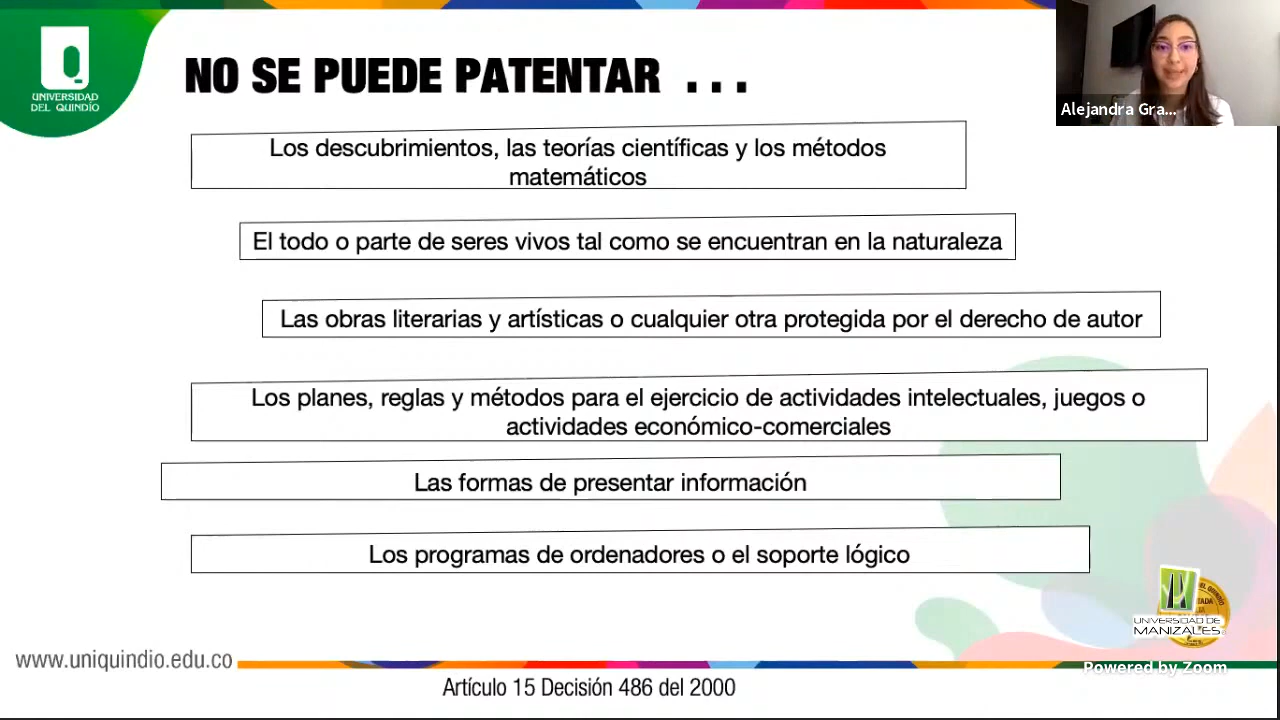 UNIVERSIDAD
DEL QUINDÍO
NO SE PUEDE PATENTAR ...
Alejandra Gra...
Los descubrimientos, las teorías científicas y los métodos
matemáticos
El todo o parte de seres vivos tal como se encuentran en la naturaleza
Las obras literarias y artísticas o cualquier otra protegida por el derecho de autor
Los planes, reglas y métodos para el ejercicio de actividades intelectuales, juegos o
actividades económico-comerciales
Las formas de presentar información
Los programas de ordenadores o el soporte lógico
UNIVERSIDAD DE
MANIZALES
www.uniquindio.edu.co
Powered by Zoom
Artículo 15 Decisión 486 del 2000